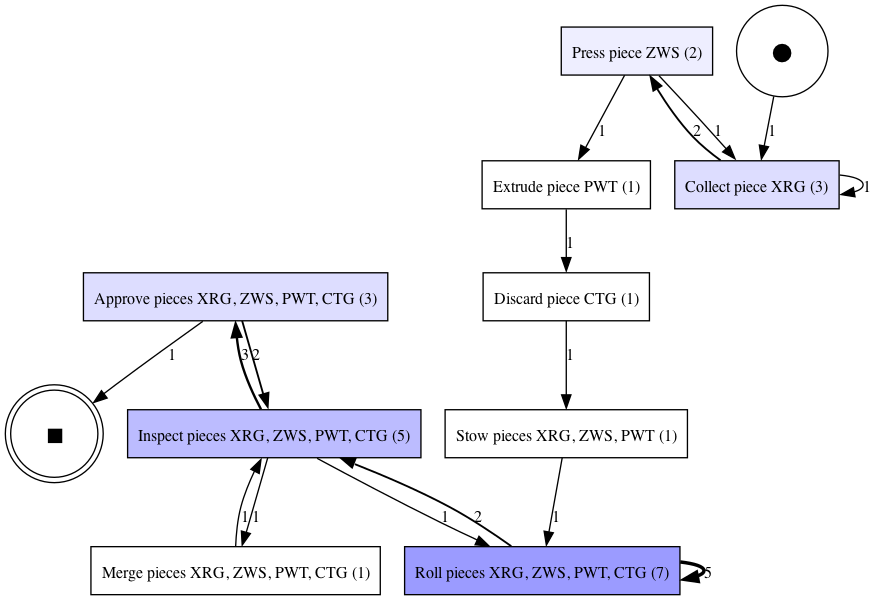 Press piece ZWS (2)
1
2
1
1
Extrude piece PWT (1)
Collect piece XRG (3)
1
1
Approve pieces XRG, ZWS, PWT, CTG (3)
Discard piece CTG (1)
1
3
2
1
Inspect pieces XRG, ZWS, PWT, CTG (5)
Stow pieces XRG, ZWS, PWT (1)
1
1
1
2
1
Merge pieces XRG, ZWS, PWT, CTG (1)
Roll pieces XRG, ZWS, PWT, CTG (7)
5